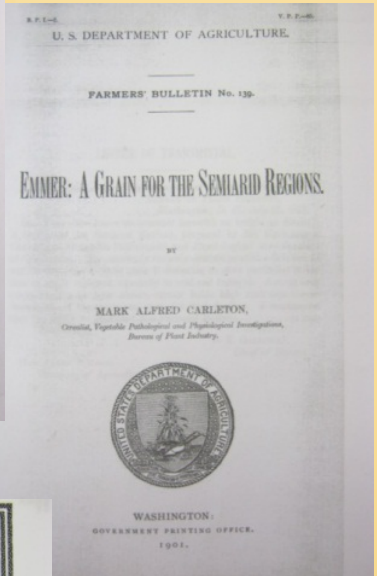 U. S. DEPARTMENT OF AGRICULTURE.
FARMERS' BULLETIN No. 139.
EMMER: A GRAIN FOR THE SEMIARID REGIONS.
BY
MARK ALFRED CARLETON,
Cerealist, Vegetable Pathological and Physiological Investigations,
Bureau of Plant Industry.
UNITED STATES DEPARTMENT OF AGRICULTURE
WASHINGTON:
GOVERNMENT PRINTING OFFICE.
1901.